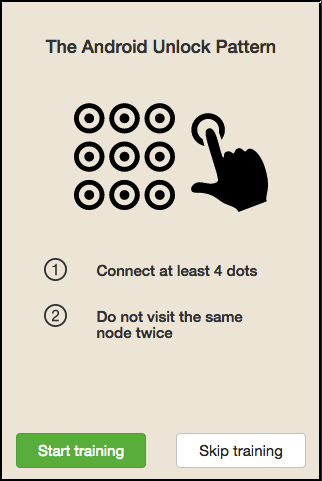 The Android Unlock Pattern
1 Connect at least 4 dots
2 Do not visit the same
node twice
Start training
Skip training